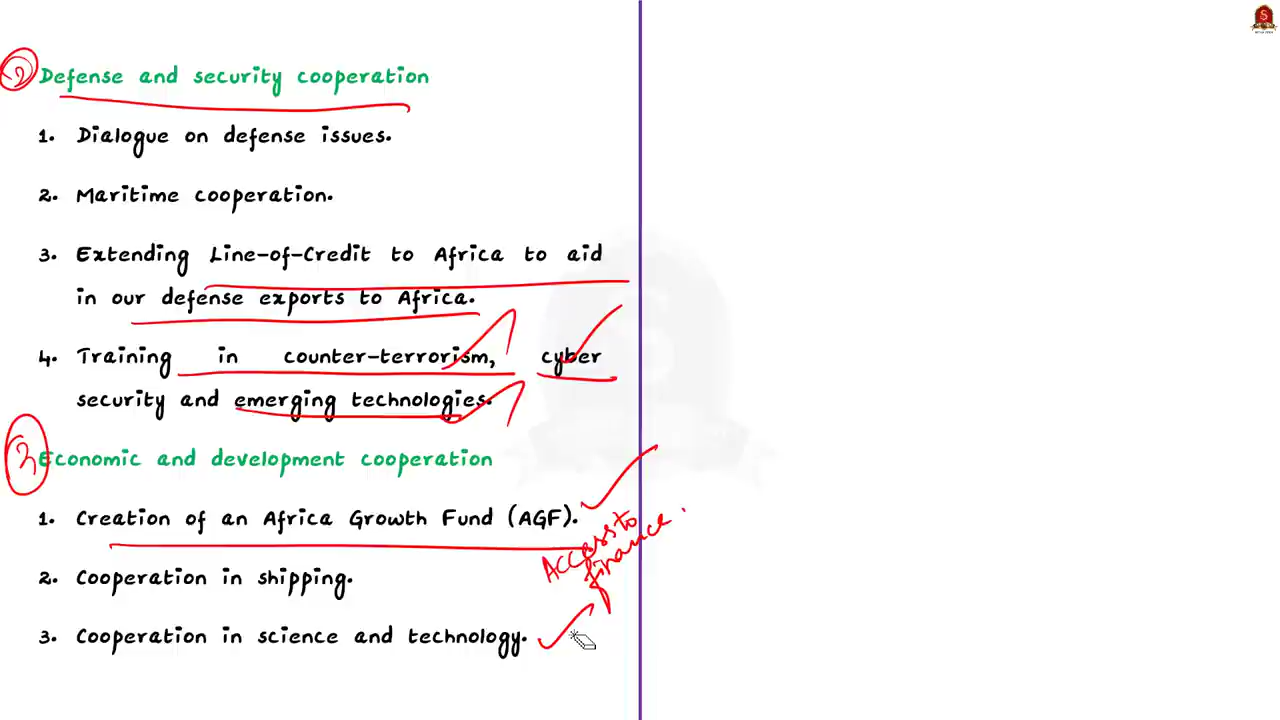 2 Defense and security cooperation
1. Dialogue on defense issues.
2. Maritime cooperation.
3. Extending Line-of-Credit to Africa to aid
in our defense exports to Africa.
4. Training in counter-terrorism, cyber
security and emerging technologies.
3 Economic and development cooperation
1. Creation of an Africa Growth Fund (AGF).
Access to
finance.
2. Cooperation in shipping.
3. Cooperation in science and technology.